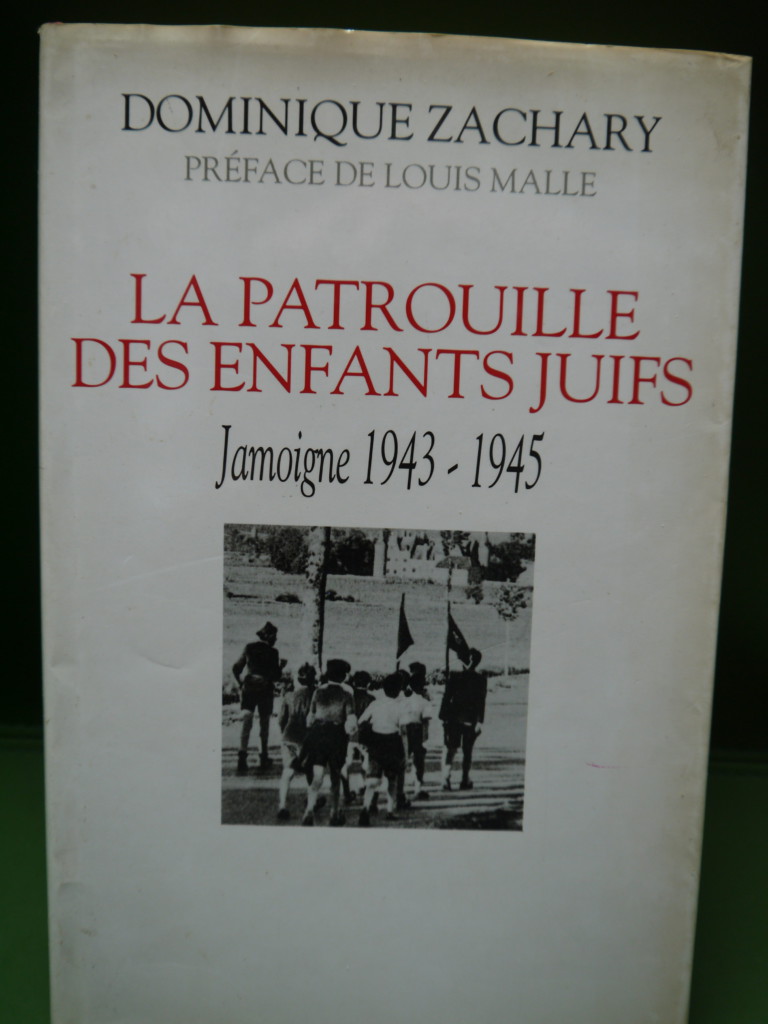 DOMINIQUE ZACHARY
PRÉFACE DE LOUIS MALLE
LA PATROUILLE
DES ENFANTS JUIFS
Jamoigne 1943 - 1945